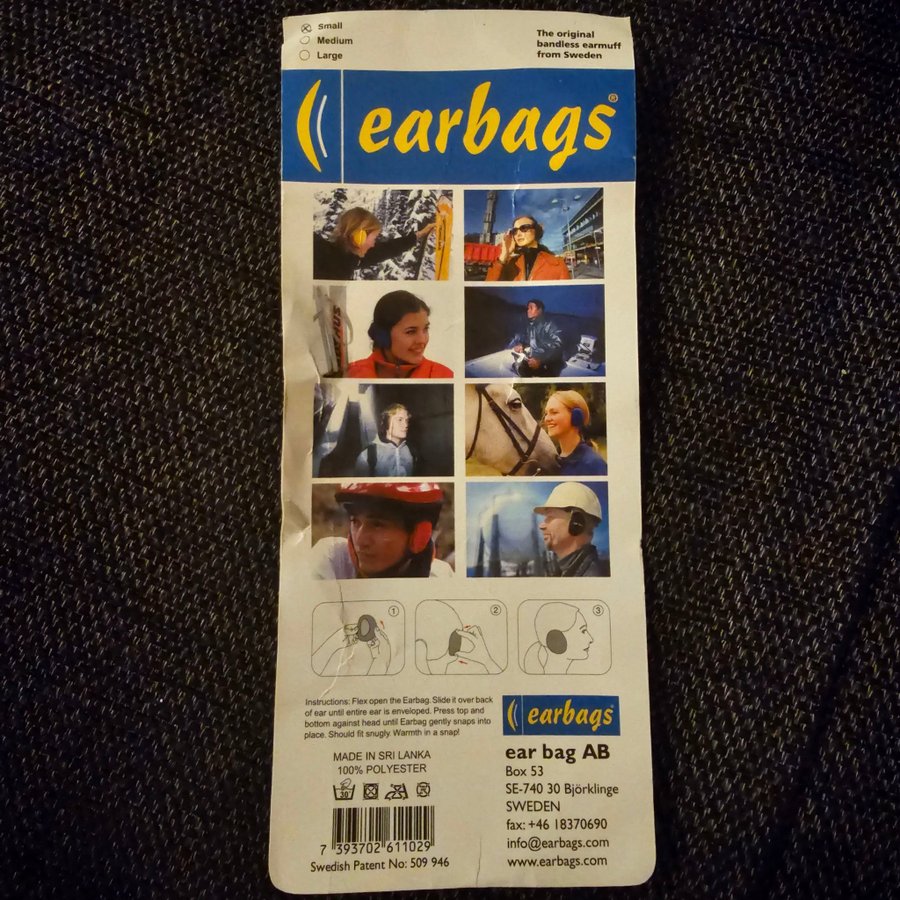 Small
Medium
Large
The original
bandless earmuff
from Sweden
earbags®
1
2
3
Instructions: Flex open the Earbag. Slide it over back
of ear until entire ear is enveloped. Press top and
bottom against head until Earbag gently snaps into
place. Should fit snugly. Warmth in a snap!
MADE IN SRI LANKA
100% POLYESTER
30
7 393702 611029
Swedish Patent No: 509 946
earbags
ear bag AB
Box 53
SE-740 30 Björklinge
SWEDEN
fax: +46 18370690
info@earbags.com
www.earbags.com